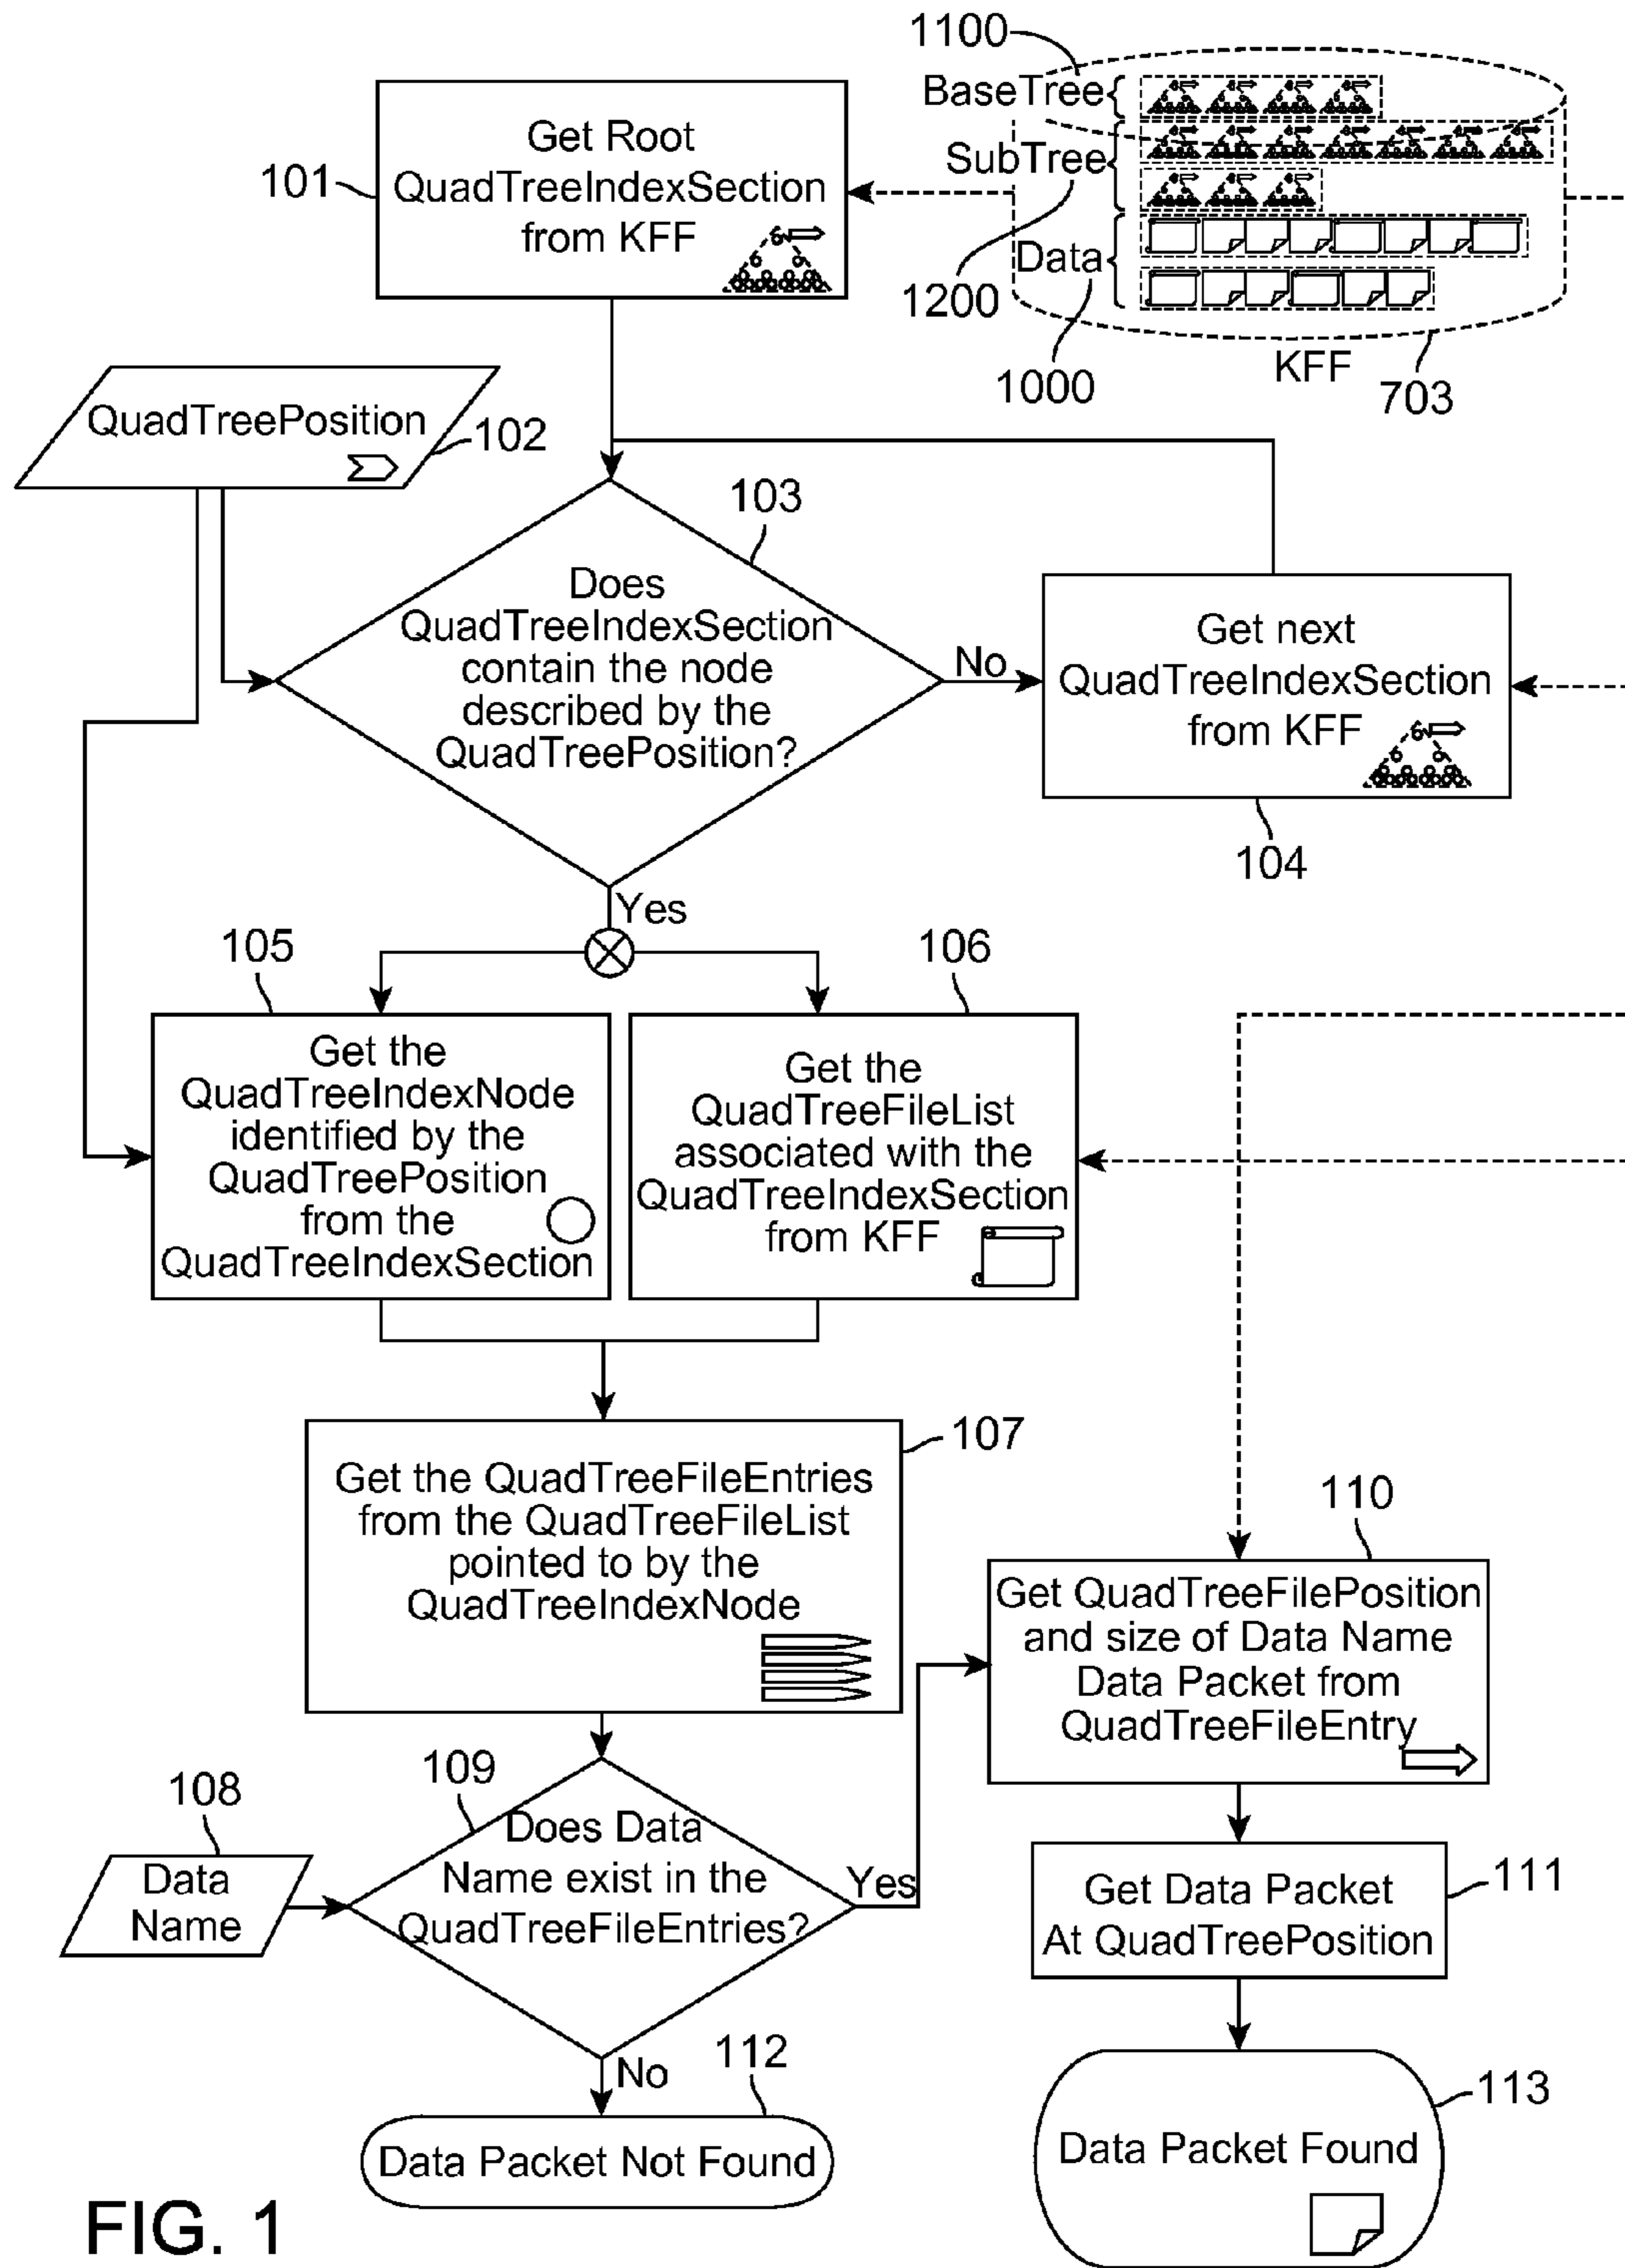 1100
BaseTree
SubTree
Data
1200
1000
KFF
703
Get Root
QuadTreeIndexSection
from KFF
101
QuadTreePosition
102
103
Does
QuadTreeIndexSection
contain the node
described by the
QuadTreePosition?
No
Get next
QuadTreeIndexSection
from KFF
104
Yes
105
106
Get the
QuadTreeIndexNode
identified by the
QuadTreePosition
from the
QuadTreeIndexSection
Get the
QuadTreeFileList
associated with the
QuadTreeIndexSection
from KFF
107
Get the QuadTreeFileEntries
from the QuadTreeFileList
pointed to by the
QuadTreeIndexNode
110
Get QuadTreeFilePosition
and size of Data Name
Data Packet from
QuadTreeFileEntry
108
Data
Name
109
Does Data
Name exist in the
QuadTreeFileEntries?
Yes
Get Data Packet
At QuadTreePosition
111
No
112
Data Packet Not Found
113
Data Packet Found
FIG. 1